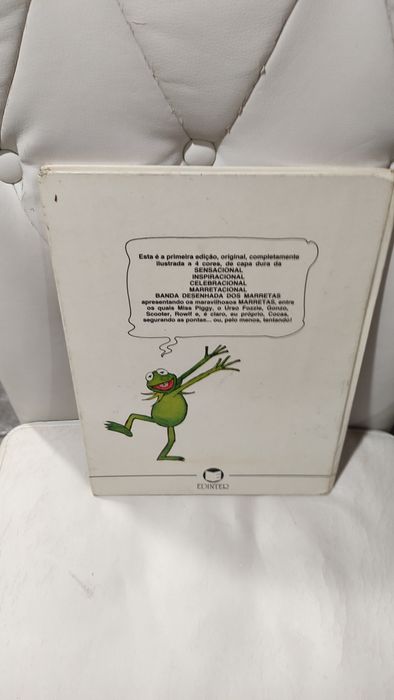 Esta é a primeira edição, original, completamente
ilustrada a 4 cores, de capa dura da
SENSACIONAL
INSPIRACIONAL
CELEBRACIONAL
MARRETACIONAL
BANDA DESENHADA DOS MARRETAS
apresentando os maravilhosos MARRETAS, entre
os quais Miss Piggy, o Urso Fozzie, Gonzo,
Scooter, Rowlf e, é claro, eu próprio, Cocas,
segurando as pontas... ou, pelo menos, tentando!
EDINTER